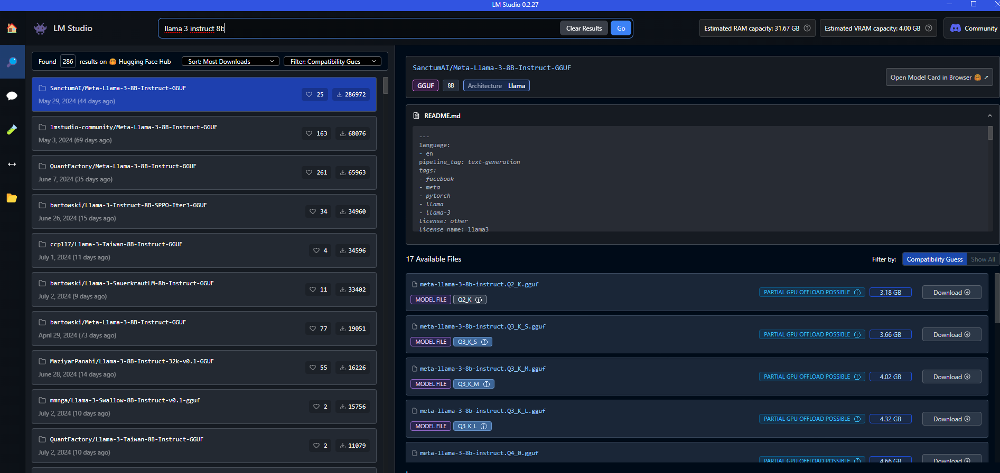 LM Studio 0.2.27
LM Studio
llama 3 instruct 8b
Clear Results
Go
Estimated RAM capacity: 31.67 GB
Estimated VRAM capacity: 4.00 GB
Community
Found 286 results on 🤗 Hugging Face Hub
Sort: Most Downloads
Filter: Compatibility Gues
SanctumAI/Meta-Llama-3-8B-Instruct-GGUF
May 29, 2024 (44 days ago)
25
286972
lmstudio-community/Meta-Llama-3-8B-Instruct-GGUF
May 3, 2024 (69 days ago)
163
68076
QuantFactory/Meta-Llama-3-8B-Instruct-GGUF
June 7, 2024 (35 days ago)
261
65963
bartowski/Llama-3-Instruct-8B-SPPO-Iter3-GGUF
June 26, 2024 (15 days ago)
34
34960
ccpl17/Llama-3-Taiwan-8B-Instruct-GGUF
July 1, 2024 (11 days ago)
4
34596
bartowski/Llama-3-SauerkrautLM-8b-Instruct-GGUF
July 2, 2024 (9 days ago)
11
33402
bartowski/Meta-Llama-3-8B-Instruct-GGUF
April 29, 2024 (73 days ago)
77
19051
MaziyarPanahi/Llama-3-8B-Instruct-32k-v0.1-GGUF
June 28, 2024 (14 days ago)
55
16226
mmnga/Llama-3-Swallow-8B-Instruct-v0.1-gguf
July 2, 2024 (10 days ago)
2
15756
QuantFactory/Llama-3-Taiwan-8B-Instruct-GGUF
July 2, 2024 (10 days ago)
2
11079
SanctumAI/Meta-Llama-3-8B-Instruct-GGUF
GGUF
8B
Architecture Llama
Open Model Card in Browser 🤗 ↗
README.md
---
language:
- en
pipeline_tag: text-generation
tags:
- facebook
- meta
- pytorch
- llama
- llama-3
license: other
license_name: llama3
17 Available Files
Filter by:
Compatibility Guess
Show All
meta-llama-3-8b-instruct.Q2_K.gguf
MODEL FILE
Q2_K
PARTIAL GPU OFFLOAD POSSIBLE
3.18 GB
Download
meta-llama-3-8b-instruct.Q3_K_S.gguf
MODEL FILE
Q3_K_S
PARTIAL GPU OFFLOAD POSSIBLE
3.66 GB
Download
meta-llama-3-8b-instruct.Q3_K_M.gguf
MODEL FILE
Q3_K_M
PARTIAL GPU OFFLOAD POSSIBLE
4.02 GB
Download
meta-llama-3-8b-instruct.Q3_K_L.gguf
MODEL FILE
Q3_K_L
PARTIAL GPU OFFLOAD POSSIBLE
4.32 GB
Download
meta-llama-3-8b-instruct.Q4_0.gguf
PARTIAL GPU OFFLOAD POSSIBLE
4.66 GB
Download